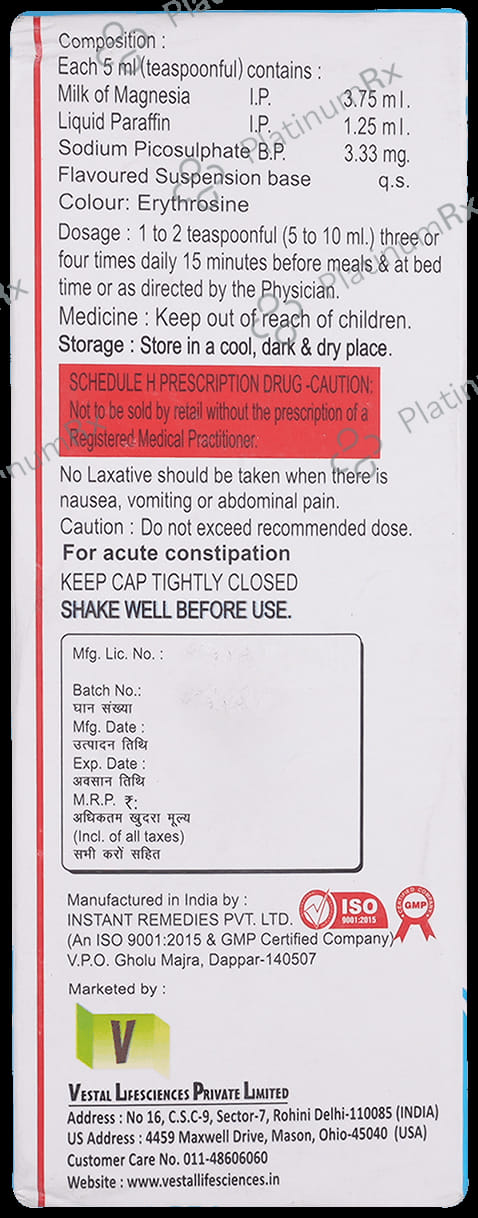 Composition :
Each 5 ml (teaspoonful) contains :
Milk of Magnesia I.P. 3.75 ml.
Liquid Paraffin I.P. 1.25 ml.
Sodium Picosulphate B.P. 3.33 mg.
Flavoured Suspension base q.s.
Colour: Erythrosine
Dosage : 1 to 2 teaspoonful (5 to 10 ml.) three or
four times daily 15 minutes before meals & at bed
time or as directed by the Physician.
Medicine : Keep out of reach of children.
Storage : Store in a cool, dark & dry place.
SCHEDULE H PRESCRIPTION DRUG -CAUTION:
Not to be sold by retail without the prescription of a
Registered Medical Practitioner.
No Laxative should be taken when there is
nausea, vomiting or abdominal pain.
Caution : Do not exceed recommended dose.
For acute constipation
KEEP CAP TIGHTLY CLOSED
SHAKE WELL BEFORE USE.
Mfg. Lic. No. :
Batch No.:
घान संख्या
Mfg. Date :
उत्पादन तिथि
Exp. Date :
अवसान तिथि
M.R.P. ₹:
अधिकतम खुदरा मूल्य
(Incl. of all taxes)
सभी करों सहित
Manufactured in India by :
INSTANT REMEDIES PVT. LTD.
(An ISO 9001:2015 & GMP Certified Company)
V.P.O. Gholu Majra, Dappar-140507
ISO
9001:2015
CERTIFIED COMPANY
GMP
Marketed by :
V
VESTAL LIFESCIENCES PRIVATE LIMITED
Address : No 16, C.S.C-9, Sector-7, Rohini Delhi-110085 (INDIA)
US Address : 4459 Maxwell Drive, Mason, Ohio-45040 (USA)
Customer Care No. 011-48606060
Website : www.vestallifesciences.in
PlatinumRx
PlatinumRx
PlatinumRx
Platin
inumRx
Rx